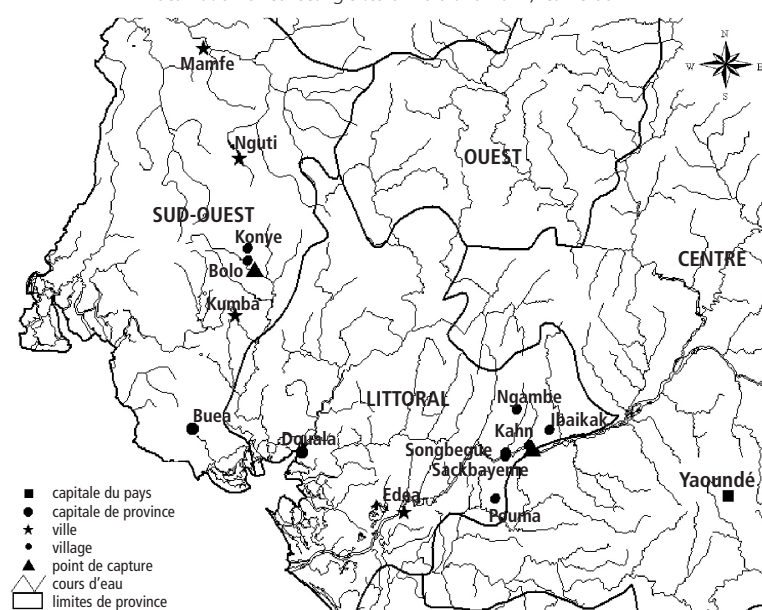 N
W
E
S
Mamfe
Nguti
OUEST
SUD-OUEST
Konye
Bolo
CENTRE
Kumba
LITTORAL
Ngambe
Buea
Kahn
Ibaikak
Douala
Songbegue
Sackbayeme
Yaoundé
Edea
Pouma
capitale du pays
capitale de province
ville
village
point de capture
cours d'eau
limites de province